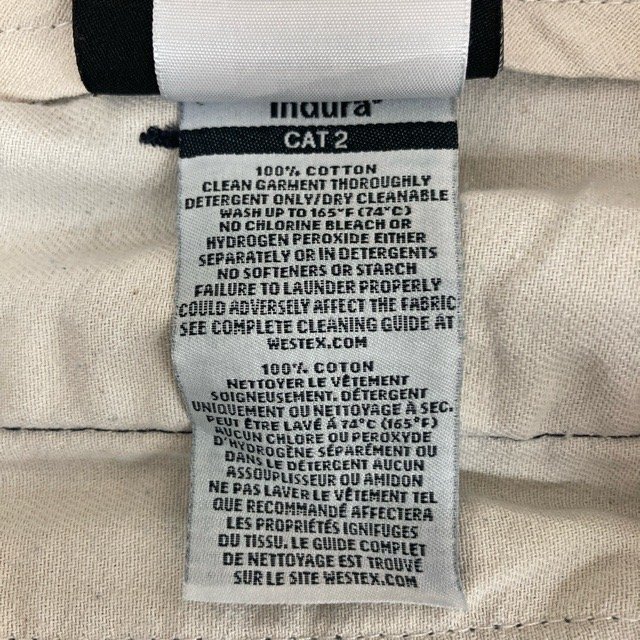 Indura®
CAT 2
100% COTTON
CLEAN GARMENT THOROUGHLY
DETERGENT ONLY/DRY CLEANABLE
WASH UP TO 165°F (74°C)
NO CHLORINE BLEACH OR
HYDROGEN PEROXIDE EITHER
SEPARATELY OR IN DETERGENTS
NO SOFTENERS OR STARCH
FAILURE TO LAUNDER PROPERLY
COULD ADVERSELY AFFECT THE FABRIC
SEE COMPLETE CLEANING GUIDE AT
WESTEX.COM
100% COTON
NETTOYER LE VÊTEMENT
SOIGNEUSEMENT. DÉTERGENT
UNIQUEMENT OU NETTOYAGE À SEC.
PEUT ÊTRE LAVÉ À 74°C (165°F)
AUCUN CHLORE OU PEROXYDE
D'HYDROGÈNE SÉPARÉMENT OU
DANS LE DÉTERGENT AUCUN
ASSOUPLISSEUR OU AMIDON
NE PAS LAVER LE VÊTEMENT TEL
QUE RECOMMANDÉ AFFECTERA
LES PROPRIÉTÉS IGNIFUGES
DU TISSU. LE GUIDE COMPLET
DE NETTOYAGE EST TROUVÉ
SUR LE SITE WESTEX.COM